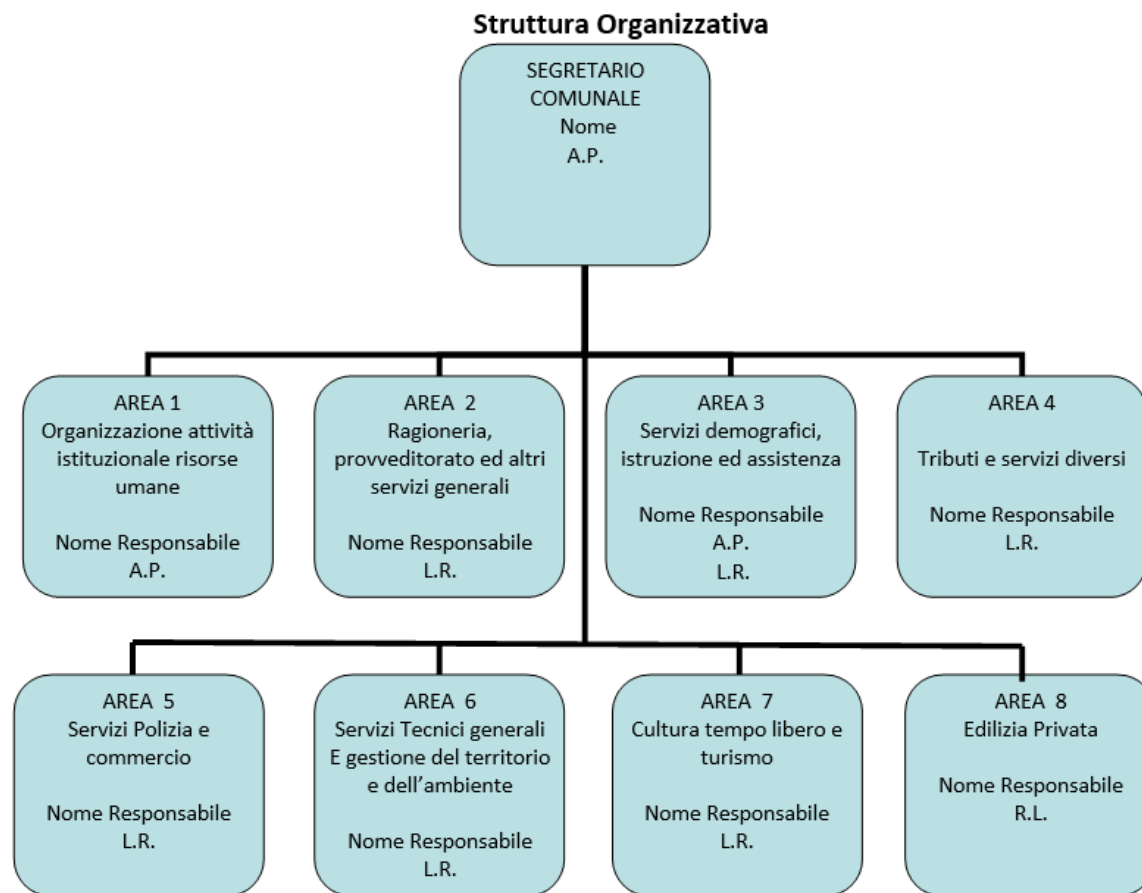 Struttura Organizzativa
SEGRETARIO
COMUNALE
Nome
A.P.
AREA 1
Organizzazione attività
istituzionale risorse
umane
Nome Responsabile
A.P.
AREA 2
Ragioneria,
provveditorato ed altri
servizi generali
Nome Responsabile
L.R.
AREA 3
Servizi demografici,
istruzione ed assistenza
Nome Responsabile
A.P.
L.R.
AREA 4
Tributi e servizi diversi
Nome Responsabile
L.R.
AREA 5
Servizi Polizia e
commercio
Nome Responsabile
L.R.
AREA 6
Servizi Tecnici generali
E gestione del territorio
e dell’ambiente
Nome Responsabile
L.R.
AREA 7
Cultura tempo libero e
turismo
Nome Responsabile
L.R.
AREA 8
Edilizia Privata
Nome Responsabile
R.L.